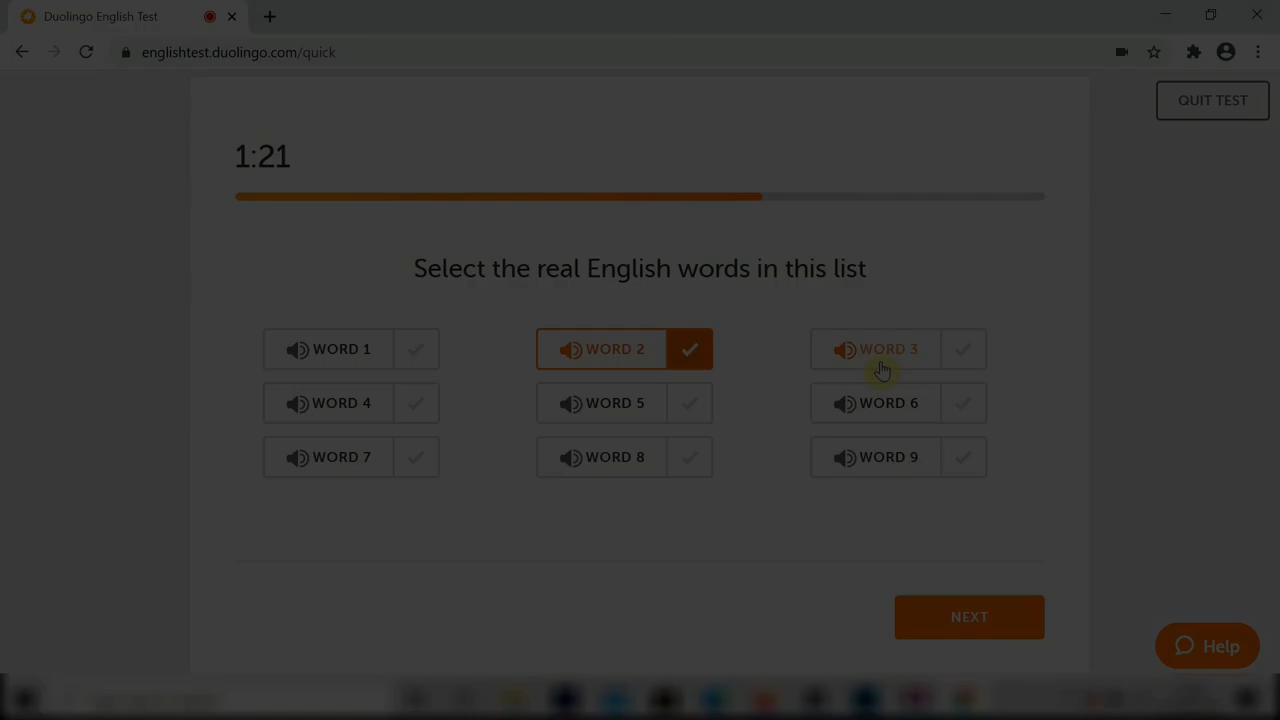 Duolingo English Test
englishtest.duolingo.com/quick
QUIT TEST
1:21
Select the real English words in this list
WORD 1
WORD 2
WORD 3
WORD 4
WORD 5
WORD 6
WORD 7
WORD 8
WORD 9
NEXT
Help